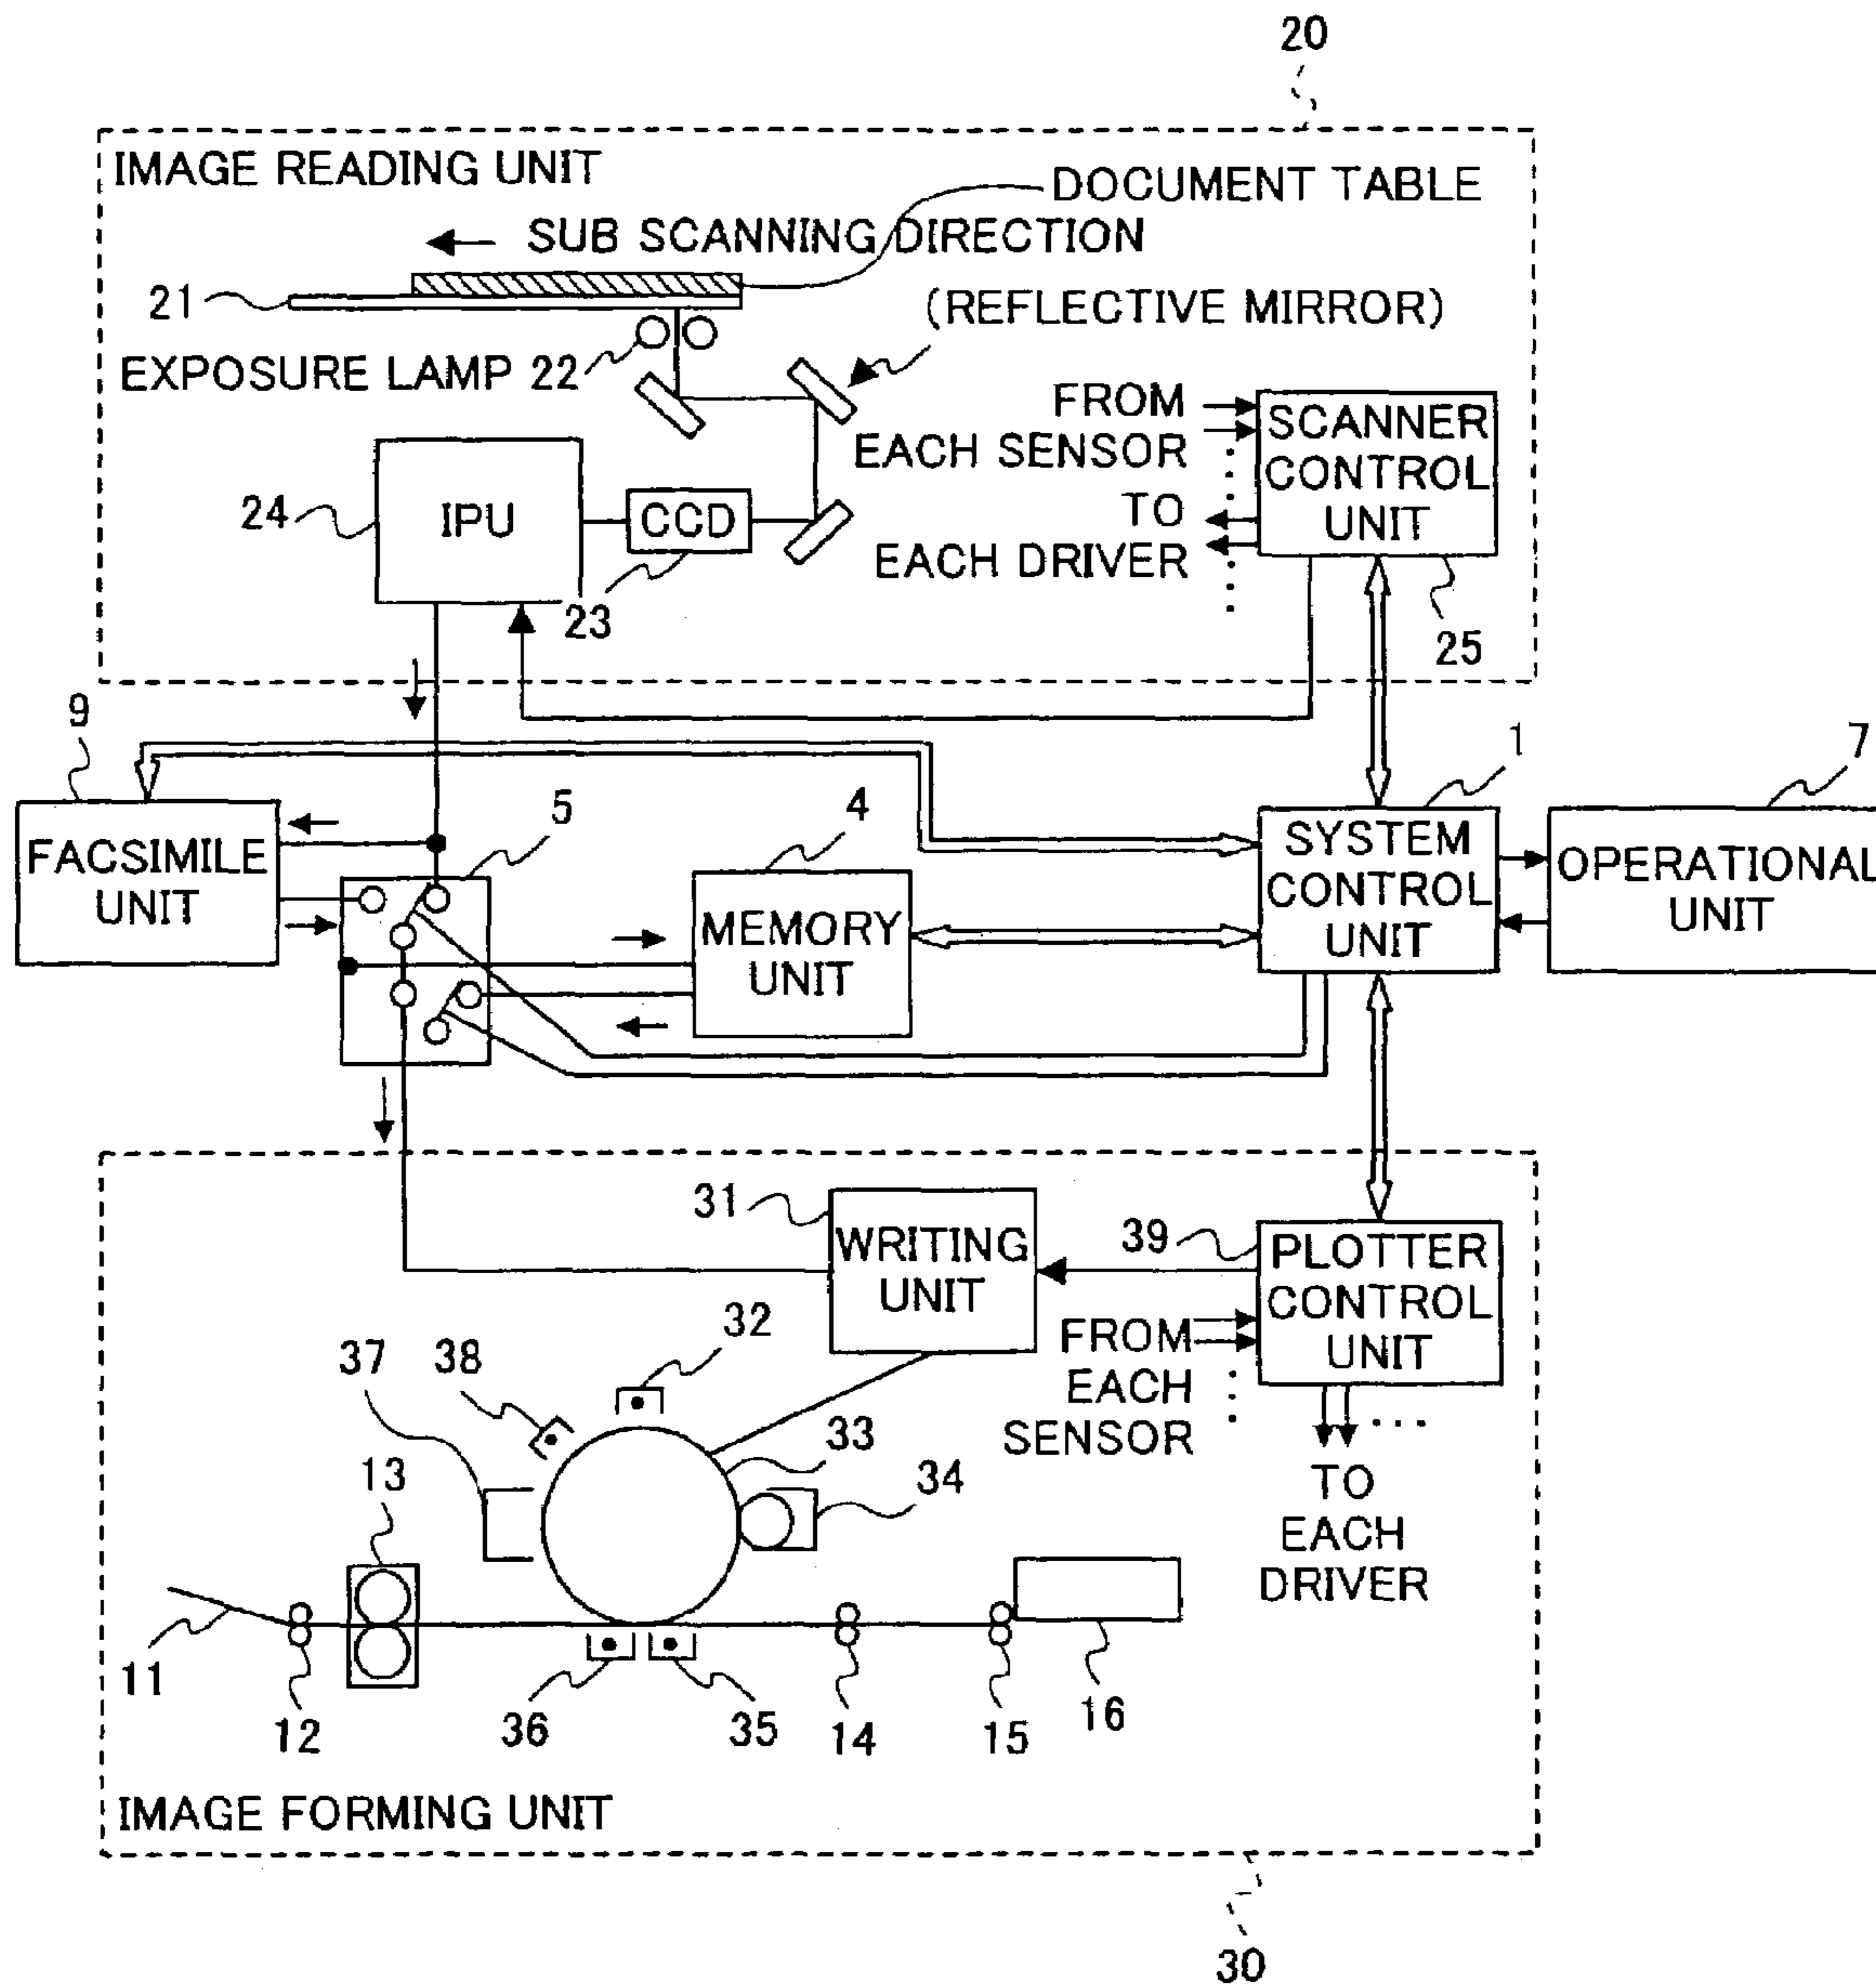 20
IMAGE READING UNIT
DOCUMENT TABLE
SUB SCANNING DIRECTION
21
(REFLECTIVE MIRROR)
EXPOSURE LAMP 22
FROM
EACH SENSOR
TO
EACH DRIVER
SCANNER
CONTROL
UNIT
24
IPU
CCD
23
25
9
5
4
1
7
FACSIMILE
UNIT
MEMORY
UNIT
SYSTEM
CONTROL
UNIT
OPERATIONAL
UNIT
31
WRITING
UNIT
39
PLOTTER
CONTROL
UNIT
FROM
EACH
SENSOR
TO
EACH
DRIVER
32
38
37
33
34
13
11
12
36
35
14
15
16
IMAGE FORMING UNIT
30